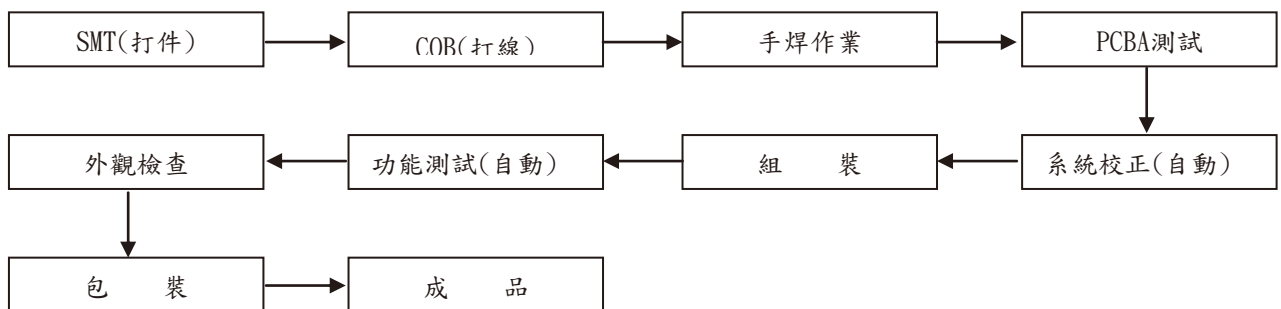 SMT(打件)
COB(打線)
手焊作業
PCBA測試
系統校正(自動)
組 裝
功能測試(自動)
外觀檢查
包 裝
成 品